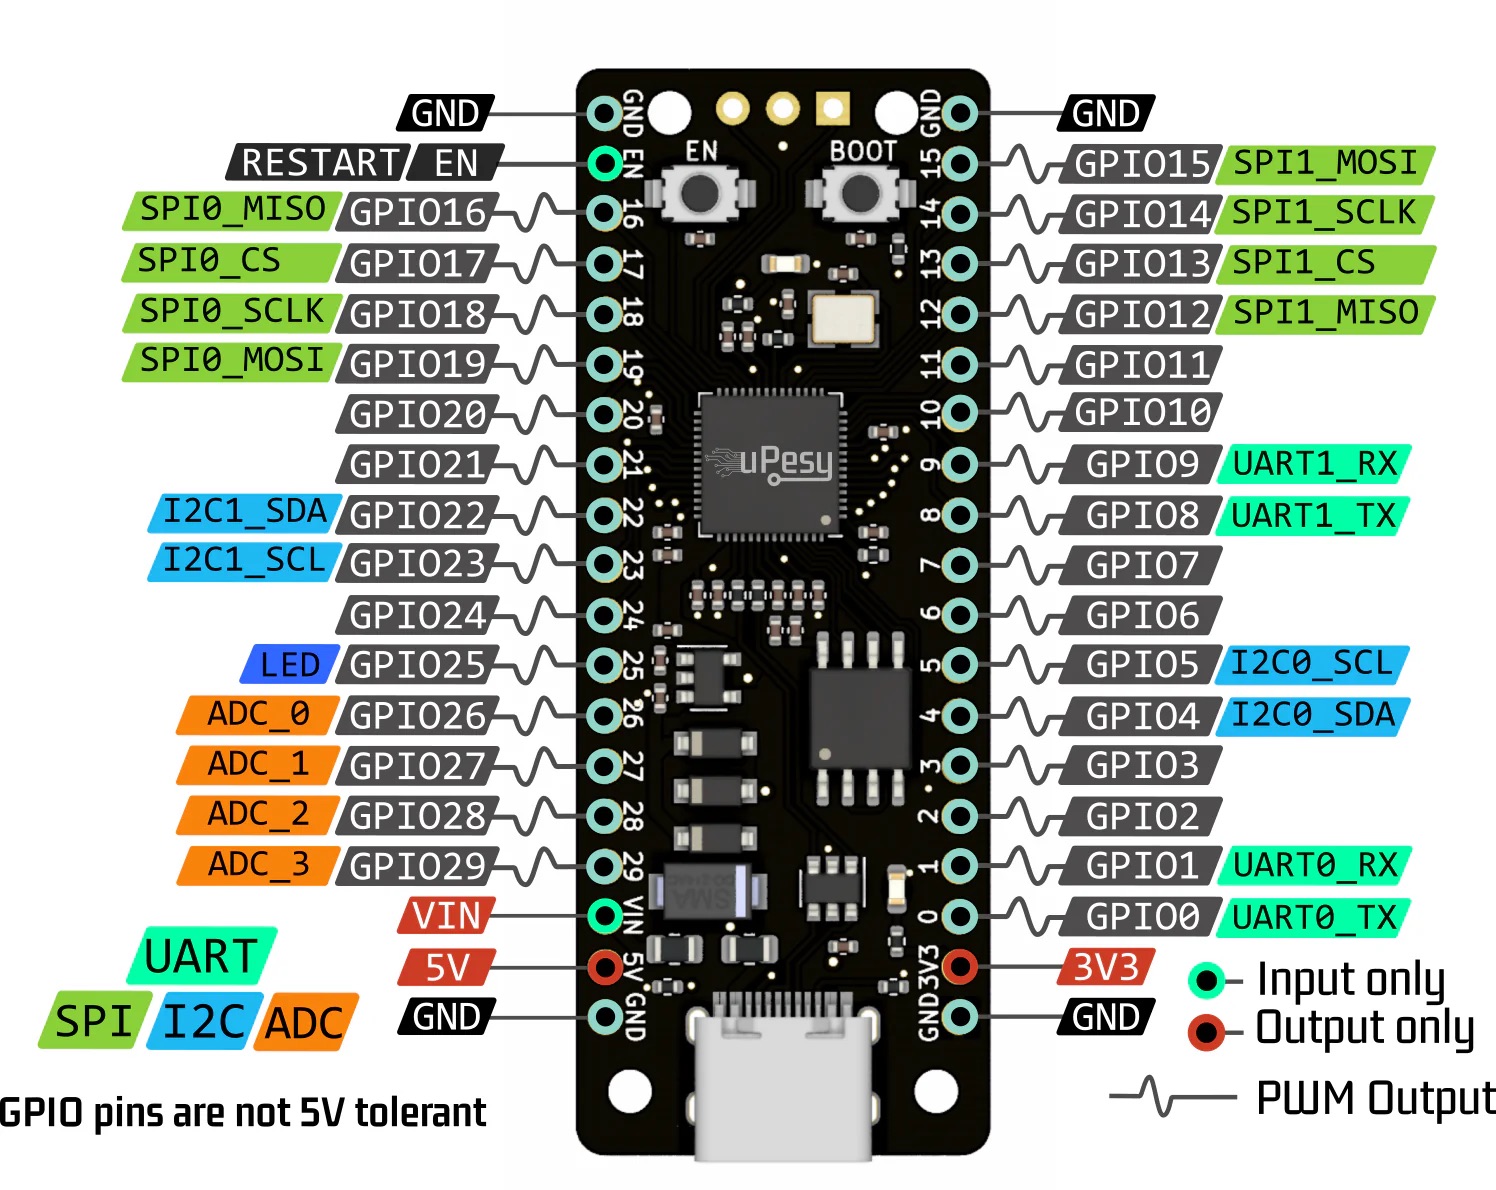 GND GND GND GND
RESTART EN EN EN BOOT 15 GPIO15 SPI1_MOSI
SPI0_MISO GPIO16 16 14 GPIO14 SPI1_SCLK
SPI0_CS GPIO17 17 13 GPIO13 SPI1_CS
SPI0_SCLK GPIO18 18 12 GPIO12 SPI1_MISO
SPI0_MOSI GPIO19 19 11 GPIO11
GPIO20 20 10 GPIO10
GPIO21 21 uPesy 9 GPIO9 UART1_RX
I2C1_SDA GPIO22 22 8 GPIO8 UART1_TX
I2C1_SCL GPIO23 23 7 GPIO7
GPIO24 24 6 GPIO6
LED GPIO25 25 5 GPIO5 I2C0_SCL
ADC_0 GPIO26 26 4 GPIO4 I2C0_SDA
ADC_1 GPIO27 27 3 GPIO3
ADC_2 GPIO28 28 2 GPIO2
ADC_3 GPIO29 29 SMA 1 GPIO1 UART0_RX
VIN VIN 0 GPIO0 UART0_TX
5V 5V 3V3 3V3
GND GND GND GND
UART
SPI I2C ADC
Input only
Output only
PWM Output
GPIO pins are not 5V tolerant